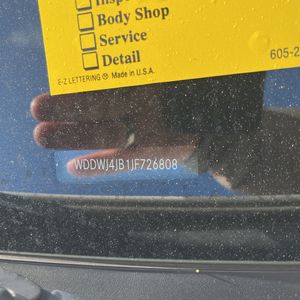 Body Shop
Service
Detail
E-Z LETTERING ® Made in U.S.A.
605-2
WDDWJ4JB1JF726808